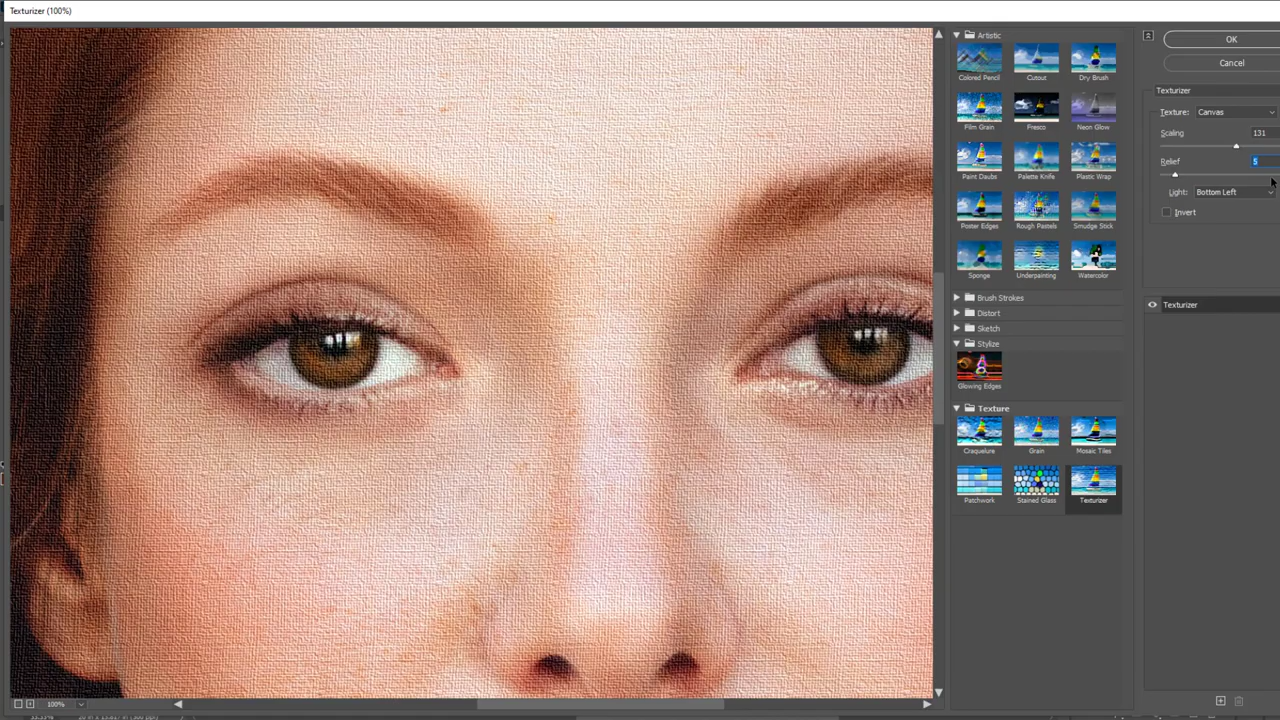 Texturizer (100%)
Artistic
Colored Pencil
Cutout
Dry Brush
Film Grain
Fresco
Neon Glow
Paint Daubs
Palette Knife
Plastic Wrap
Poster Edges
Rough Pastels
Smudge Stick
Sponge
Underpainting
Watercolor
Brush Strokes
Distort
Sketch
Stylize
Glowing Edges
Texture
Craquelure
Grain
Mosaic Tiles
Patchwork
Stained Glass
Texturizer
OK
Cancel
Texturizer
Texture: Canvas
Scaling 131
Relief 5
Light: Bottom Left
Invert
Texturizer
100%